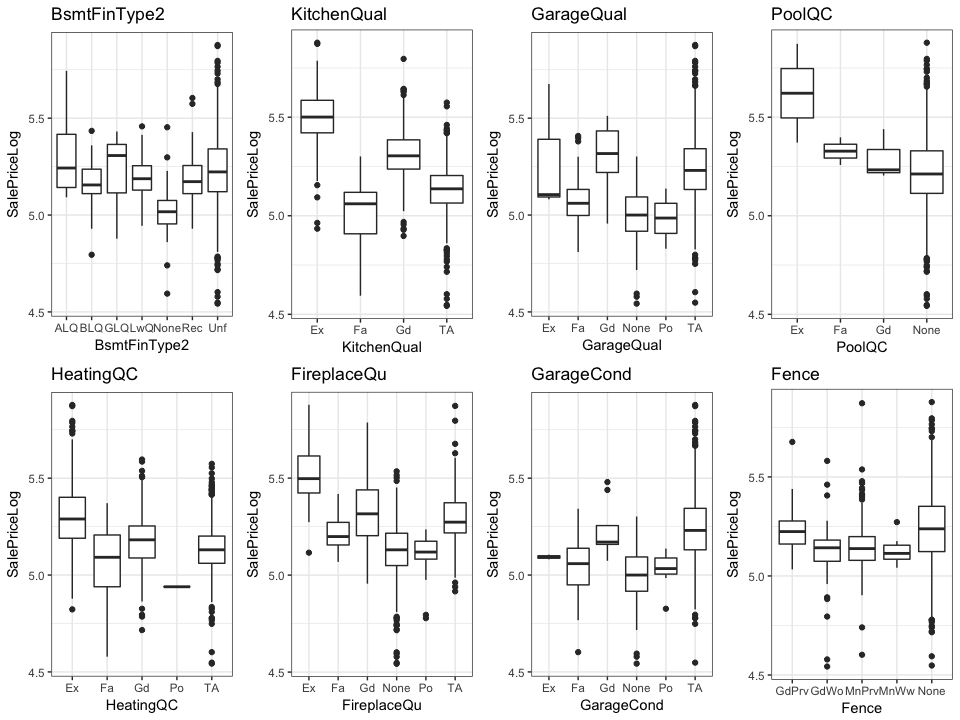 BsmtFinType2
SalePriceLog
5.5
5.0
4.5
ALQ BLQ GLQ LwQ None Rec Unf
BsmtFinType2
KitchenQual
SalePriceLog
5.5
5.0
4.5
Ex Fa Gd TA
KitchenQual
GarageQual
SalePriceLog
5.5
5.0
4.5
Ex Fa Gd None Po TA
GarageQual
PoolQC
SalePriceLog
5.5
5.0
4.5
Ex Fa Gd None
PoolQC
HeatingQC
SalePriceLog
5.5
5.0
4.5
Ex Fa Gd Po TA
HeatingQC
FireplaceQu
SalePriceLog
5.5
5.0
4.5
Ex Fa Gd None Po TA
FireplaceQu
GarageCond
SalePriceLog
5.5
5.0
4.5
Ex Fa Gd None Po TA
GarageCond
Fence
SalePriceLog
5.5
5.0
4.5
GdPrv GdWo MnPrv MnWw None
Fence